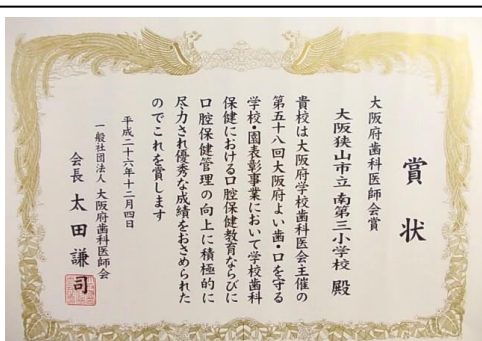 賞状
大阪府歯科医師会賞
大阪狭山市立 南第三小学校 殿
貴校は大阪府学校歯科医会主催の
第五十八回大阪府よい歯・口を守る
学校・園表彰事業において学校歯科
保健における口腔保健教育ならびに
口腔保健管理の向上に積極的に
尽力され優秀な成績をおさめられた
のでこれを賞します
平成二十六年十二月四日
一般社団法人 大阪府歯科医師会
会長 太田謙司